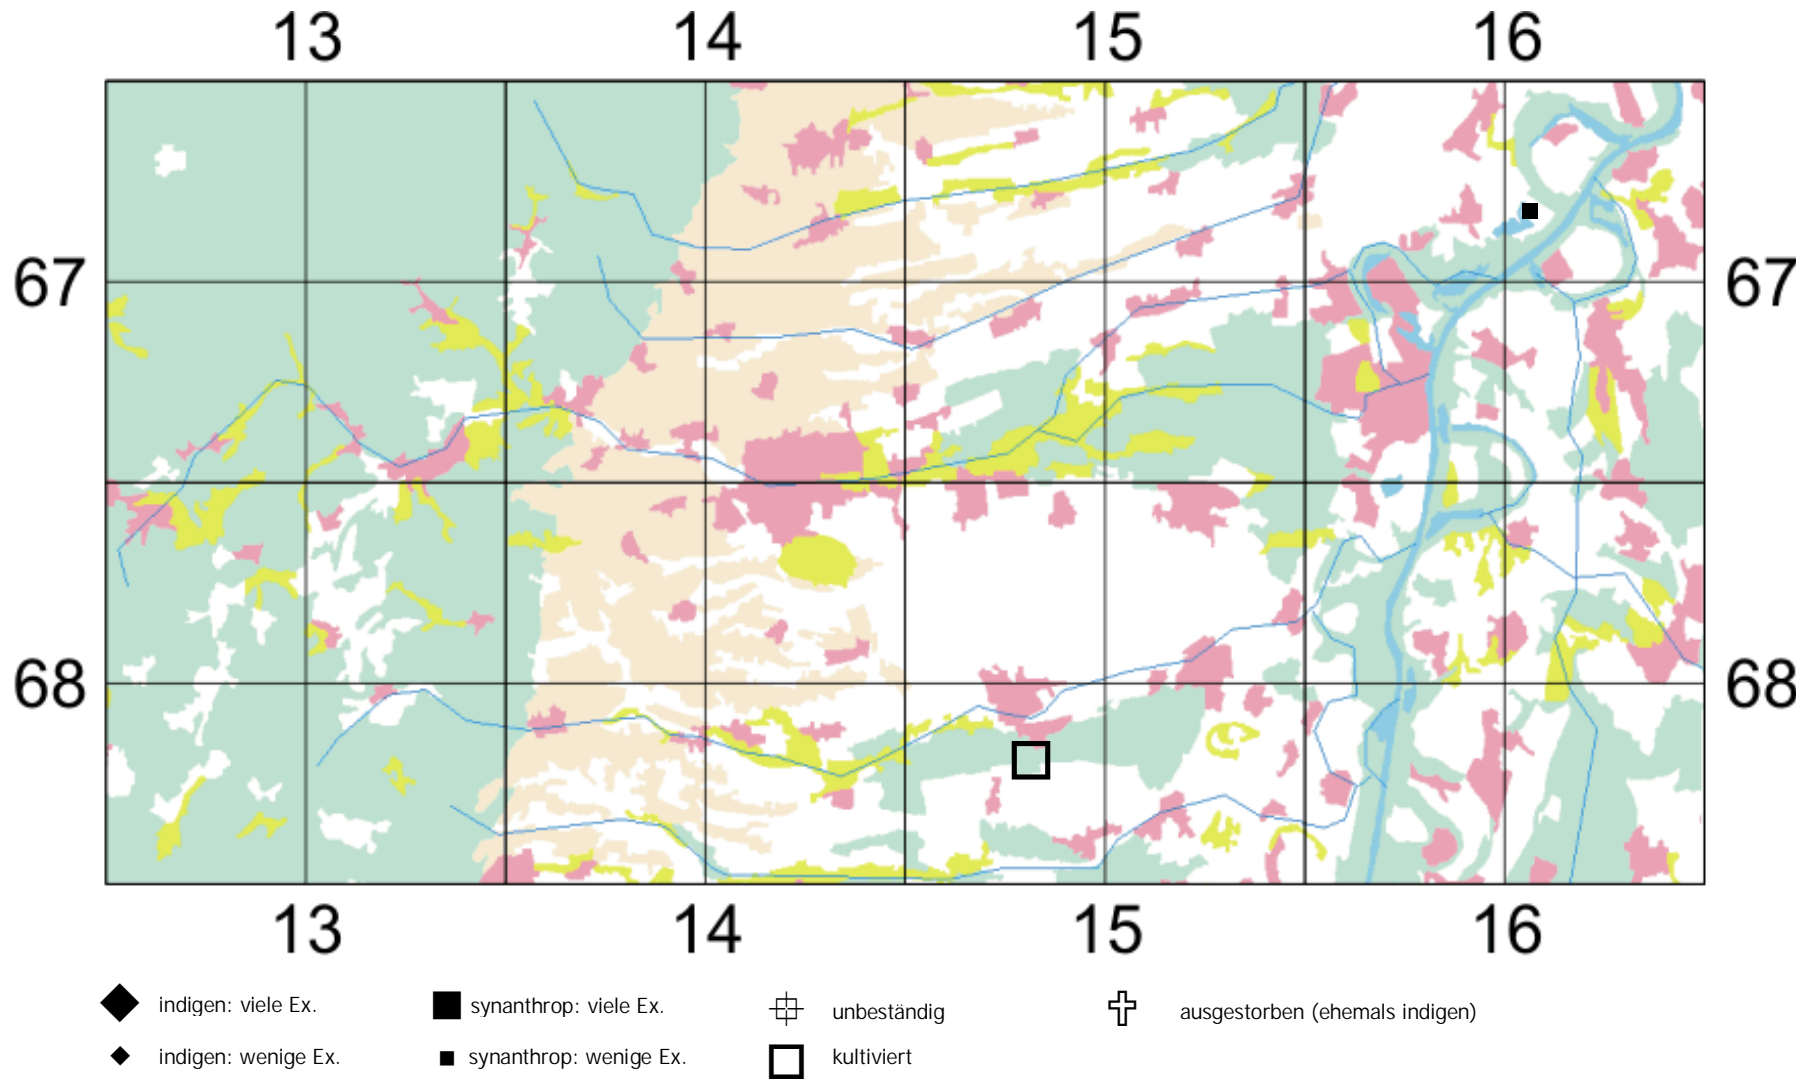 13 14 15 16
67 67
68 68
13 14 15 16
indigen: viele Ex. synanthrop: viele Ex. unbeständig ausgestorben (ehemals indigen)
indigen: wenige Ex. synanthrop: wenige Ex. kultiviert